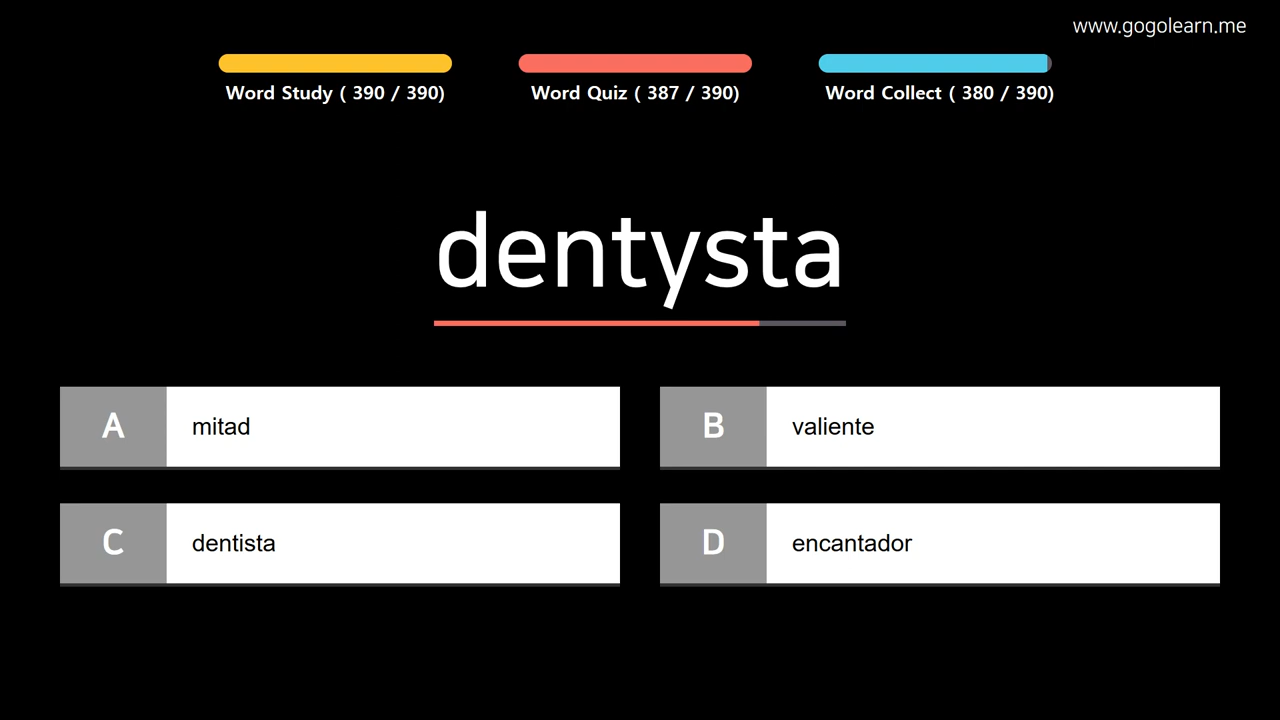 www.gogolearn.me
Word Study ( 390 / 390)
Word Quiz ( 387 / 390)
Word Collect ( 380 / 390)
dentysta
A mitad
B valiente
C dentista
D encantador